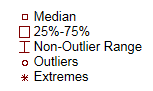 Median
25%-75%
Non-Outlier Range
Outliers
Extremes